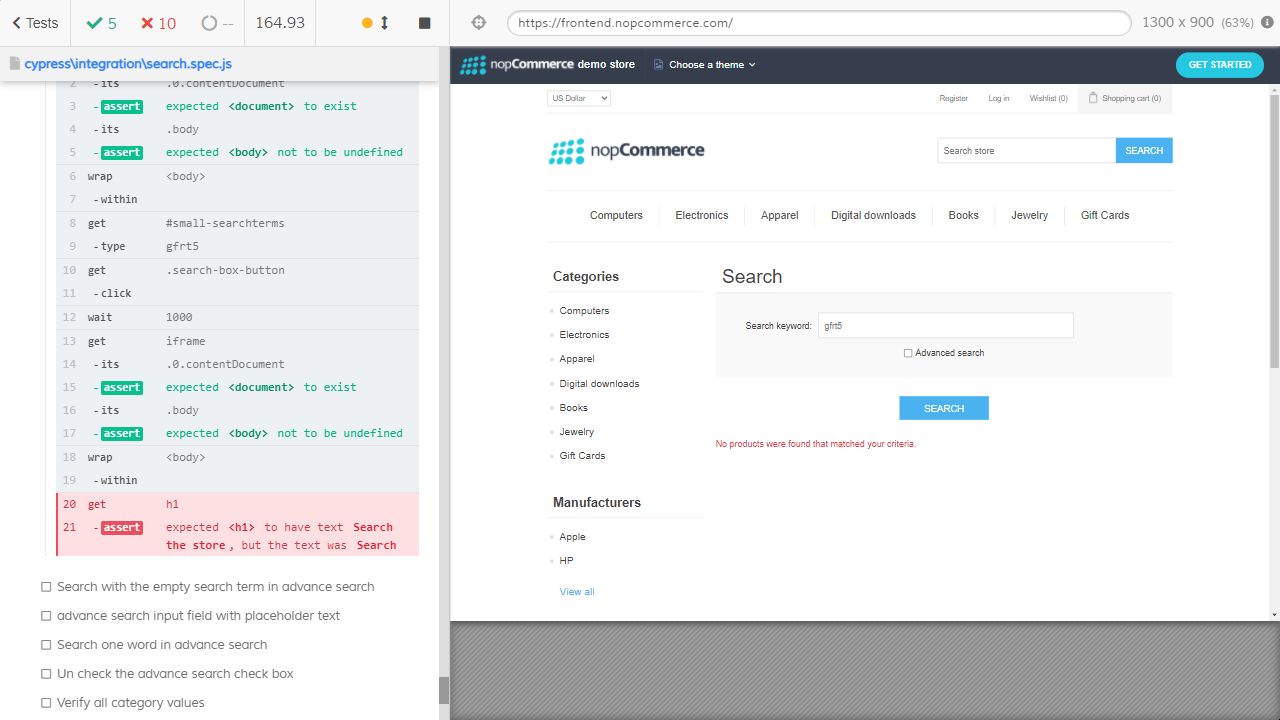 Tests 5 10 -- 164.93 https://frontend.nopcommerce.com/ 1300 x 900 (63%)
cypress\integration\search.spec.js
2 -its .0.contentDocument
3 -assert expected <document> to exist
4 -its .body
5 -assert expected <body> not to be undefined
6 wrap <body>
7 -within
8 get #small-searchterms
9 -type gfrt5
10 get .search-box-button
11 -click
12 wait 1000
13 get iframe
14 -its .0.contentDocument
15 -assert expected <document> to exist
16 -its .body
17 -assert expected <body> not to be undefined
18 wrap <body>
19 -within
20 get h1
21 -assert expected <h1> to have text Search
the store, but the text was Search
Search with the empty search term in advance search
advance search input field with placeholder text
Search one word in advance search
Un check the advance search check box
Verify all category values
nopCommerce demo store Choose a theme GET STARTED
US Dollar Register Log in Wishlist (0) Shopping cart (0)
nopCommerce Search store SEARCH
Computers Electronics Apparel Digital downloads Books Jewelry Gift Cards
Categories
Computers
Electronics
Apparel
Digital downloads
Books
Jewelry
Gift Cards
Manufacturers
Apple
HP
View all
Search
Search keyword: gfrt5
Advanced search
SEARCH
No products were found that matched your criteria.